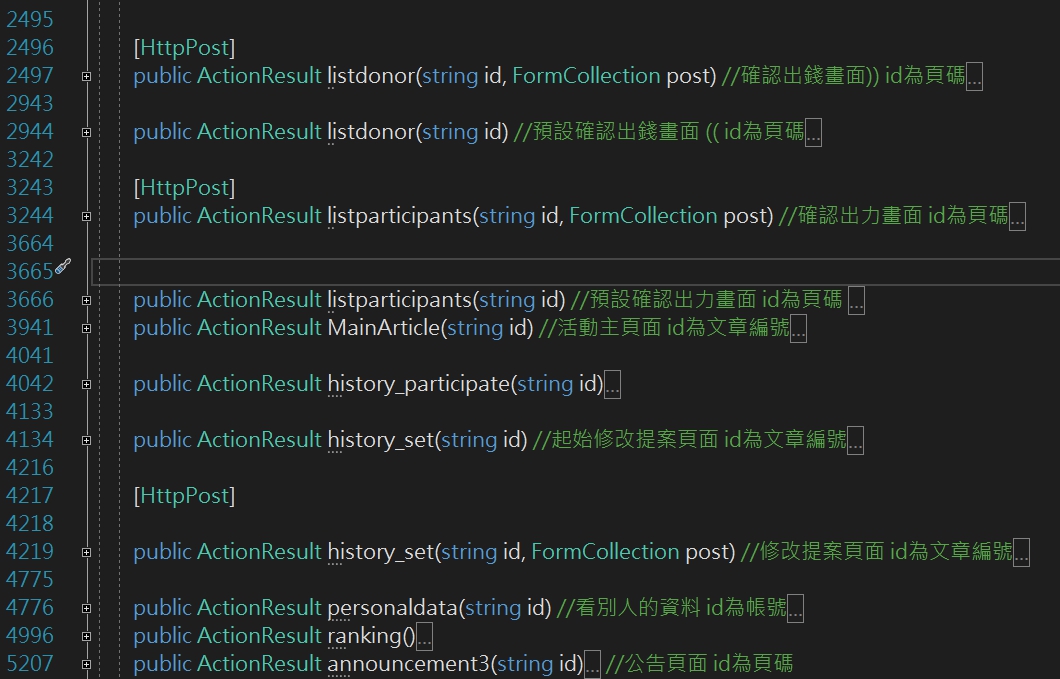 2495
2496 [HttpPost]
2497 public ActionResult listdonor(string id, FormCollection post) //確認出錢畫面)) id為頁碼...
2943
2944 public ActionResult listdonor(string id) //預設確認出錢畫面 (( id為頁碼...
3242
3243 [HttpPost]
3244 public ActionResult listparticipants(string id, FormCollection post) //確認出力畫面 id為頁碼...
3664
3665
3666 public ActionResult listparticipants(string id) //預設確認出力畫面 id為頁碼 ...
3941 public ActionResult MainArticle(string id) //活動主頁面 id為文章編號...
4041
4042 public ActionResult history_participate(string id)...
4133
4134 public ActionResult history_set(string id) //起始修改提案頁面 id為文章編號...
4216
4217 [HttpPost]
4218
4219 public ActionResult history_set(string id, FormCollection post) //修改提案頁面 id為文章編號...
4775
4776 public ActionResult personaldata(string id) //看別人的資料 id為帳號...
4996 public ActionResult ranking()...
5207 public ActionResult announcement3(string id)... //公告頁面 id為頁碼